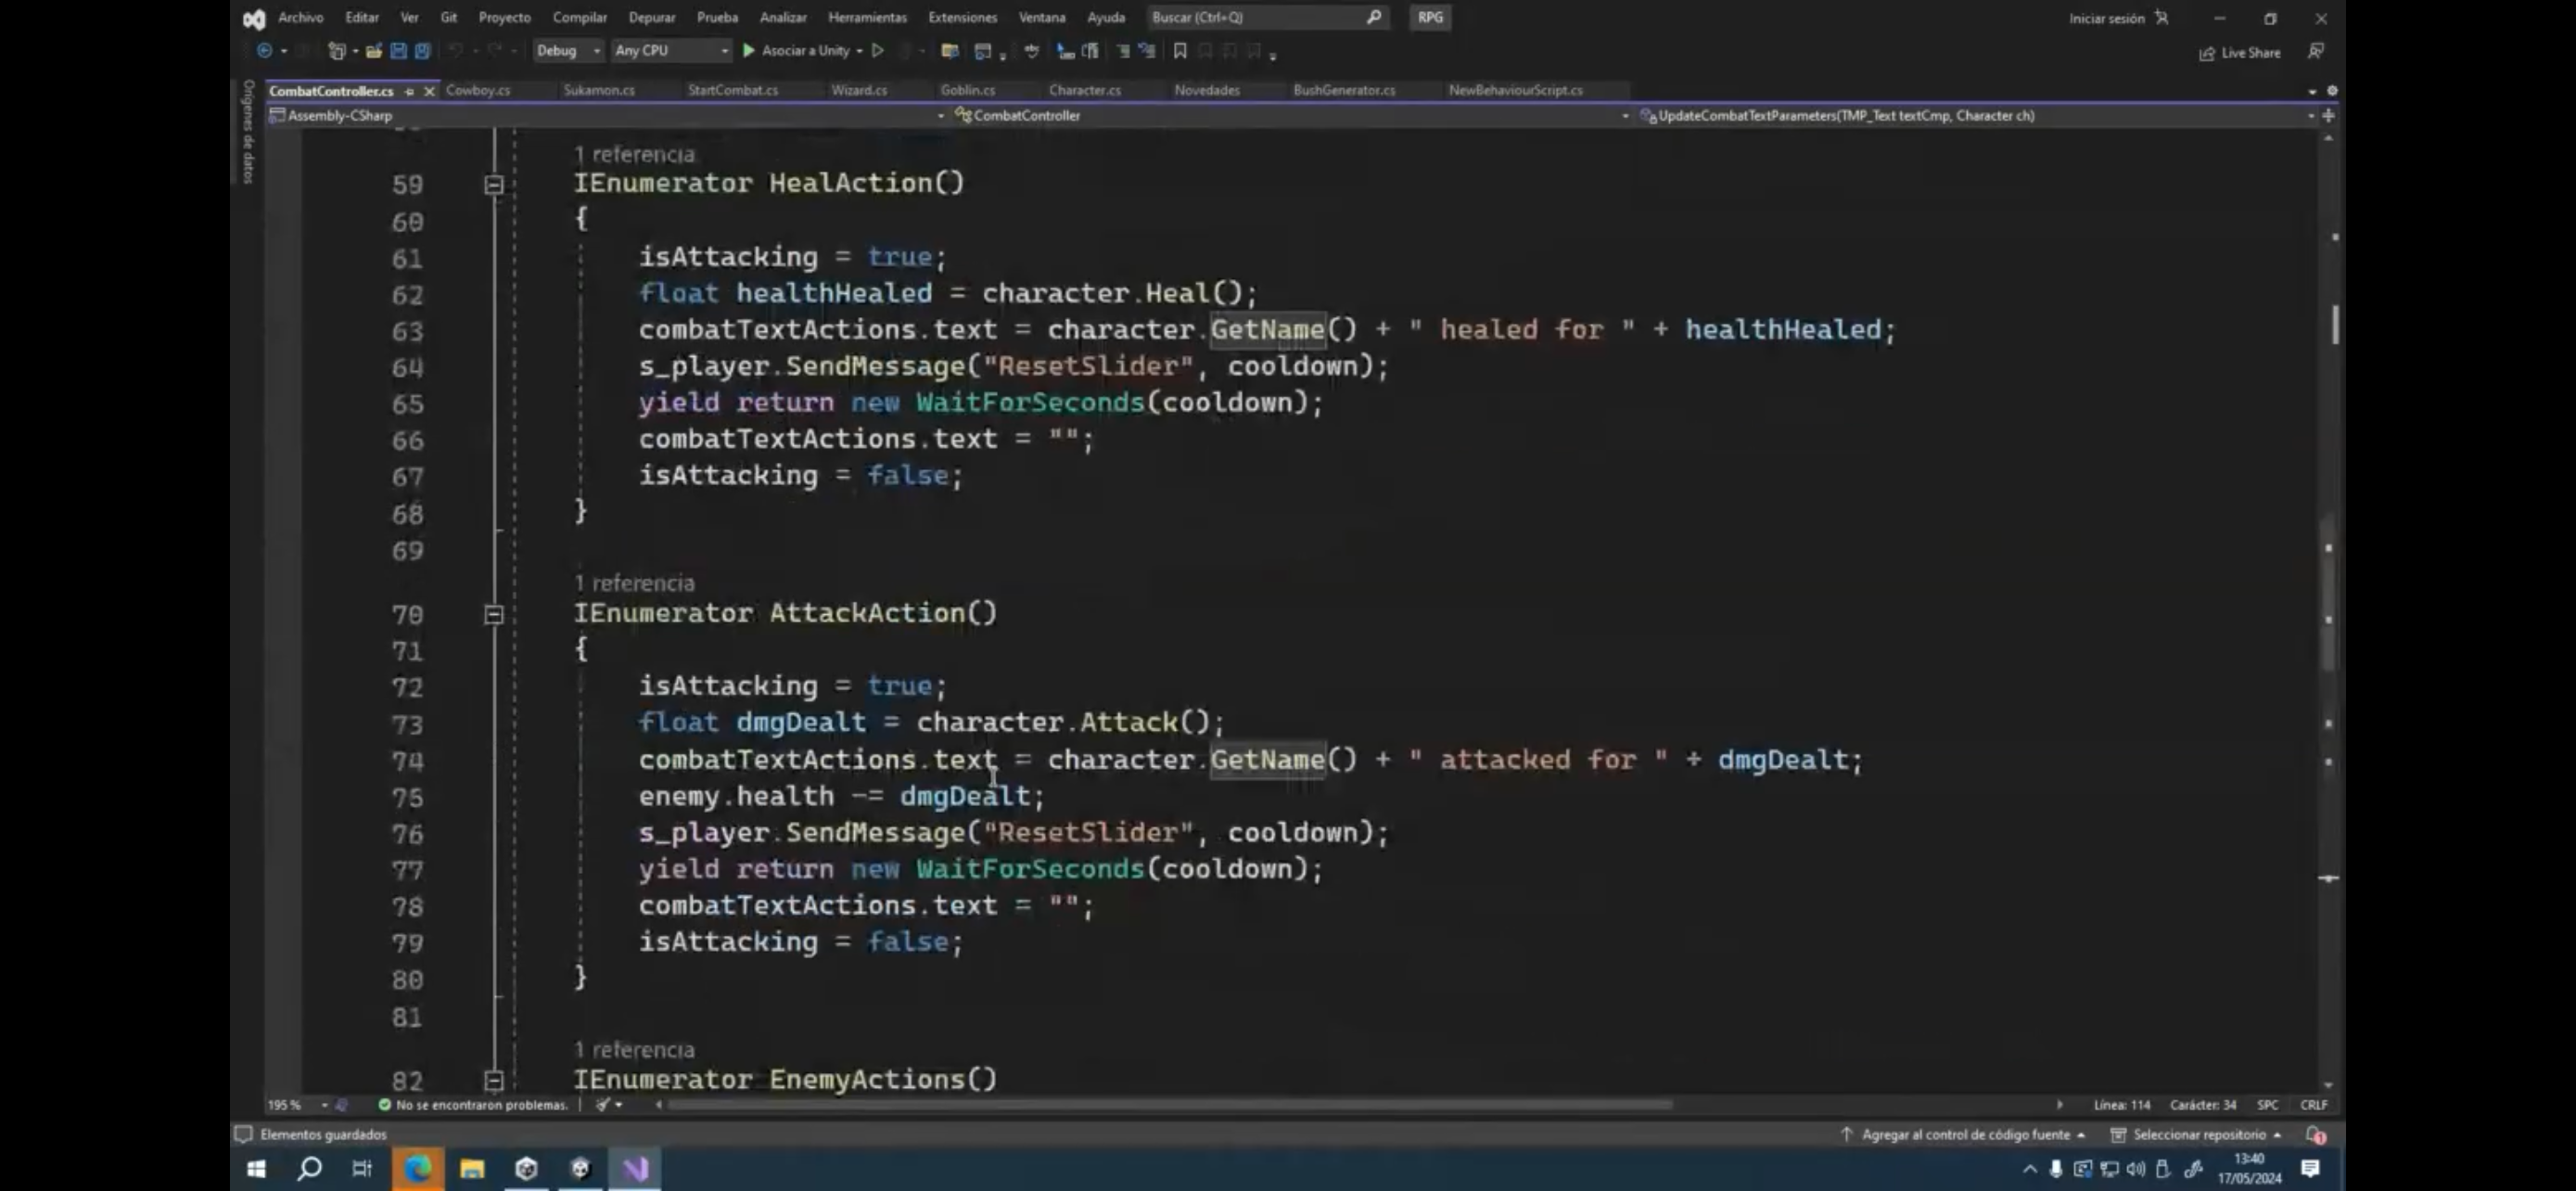 Archivo Editar Ver Git Proyecto Compilar Depurar Prueba Analizar Herramientas Extensiones Ventana Ayuda Buscar (Ctrl+Q) RPG Iniciar sesión
Debug Any CPU Asociar a Unity Live Share
CombatController.cs Cowboy.cs Sukamon.cs StartCombat.cs Wizard.cs Goblin.cs Character.cs Novedades BushGenerator.cs NewBehaviourScript.cs
Orígenes de datos
Assembly-CSharp CombatController UpdateCombatTextParameters(TMP_Text textCmp, Character ch)
1 referencia
59 IEnumerator HealAction()
60 {
61 isAttacking = true;
62 float healthHealed = character.Heal();
63 combatTextActions.text = character.GetName() + " healed for " + healthHealed;
64 s_player.SendMessage("ResetSlider", cooldown);
65 yield return new WaitForSeconds(cooldown);
66 combatTextActions.text = "";
67 isAttacking = false;
68 }
69
1 referencia
70 IEnumerator AttackAction()
71 {
72 isAttacking = true;
73 float dmgDealt = character.Attack();
74 combatTextActions.text = character.GetName() + " attacked for " + dmgDealt;
75 enemy.health -= dmgDealt;
76 s_player.SendMessage("ResetSlider", cooldown);
77 yield return new WaitForSeconds(cooldown);
78 combatTextActions.text = "";
79 isAttacking = false;
80 }
81
1 referencia
82 IEnumerator EnemyActions()
195 % No se encontraron problemas. Línea: 114 Carácter: 34 SPC CRLF
Elementos guardados Agregar al control de código fuente Seleccionar repositorio 1
13:40
17/05/2024